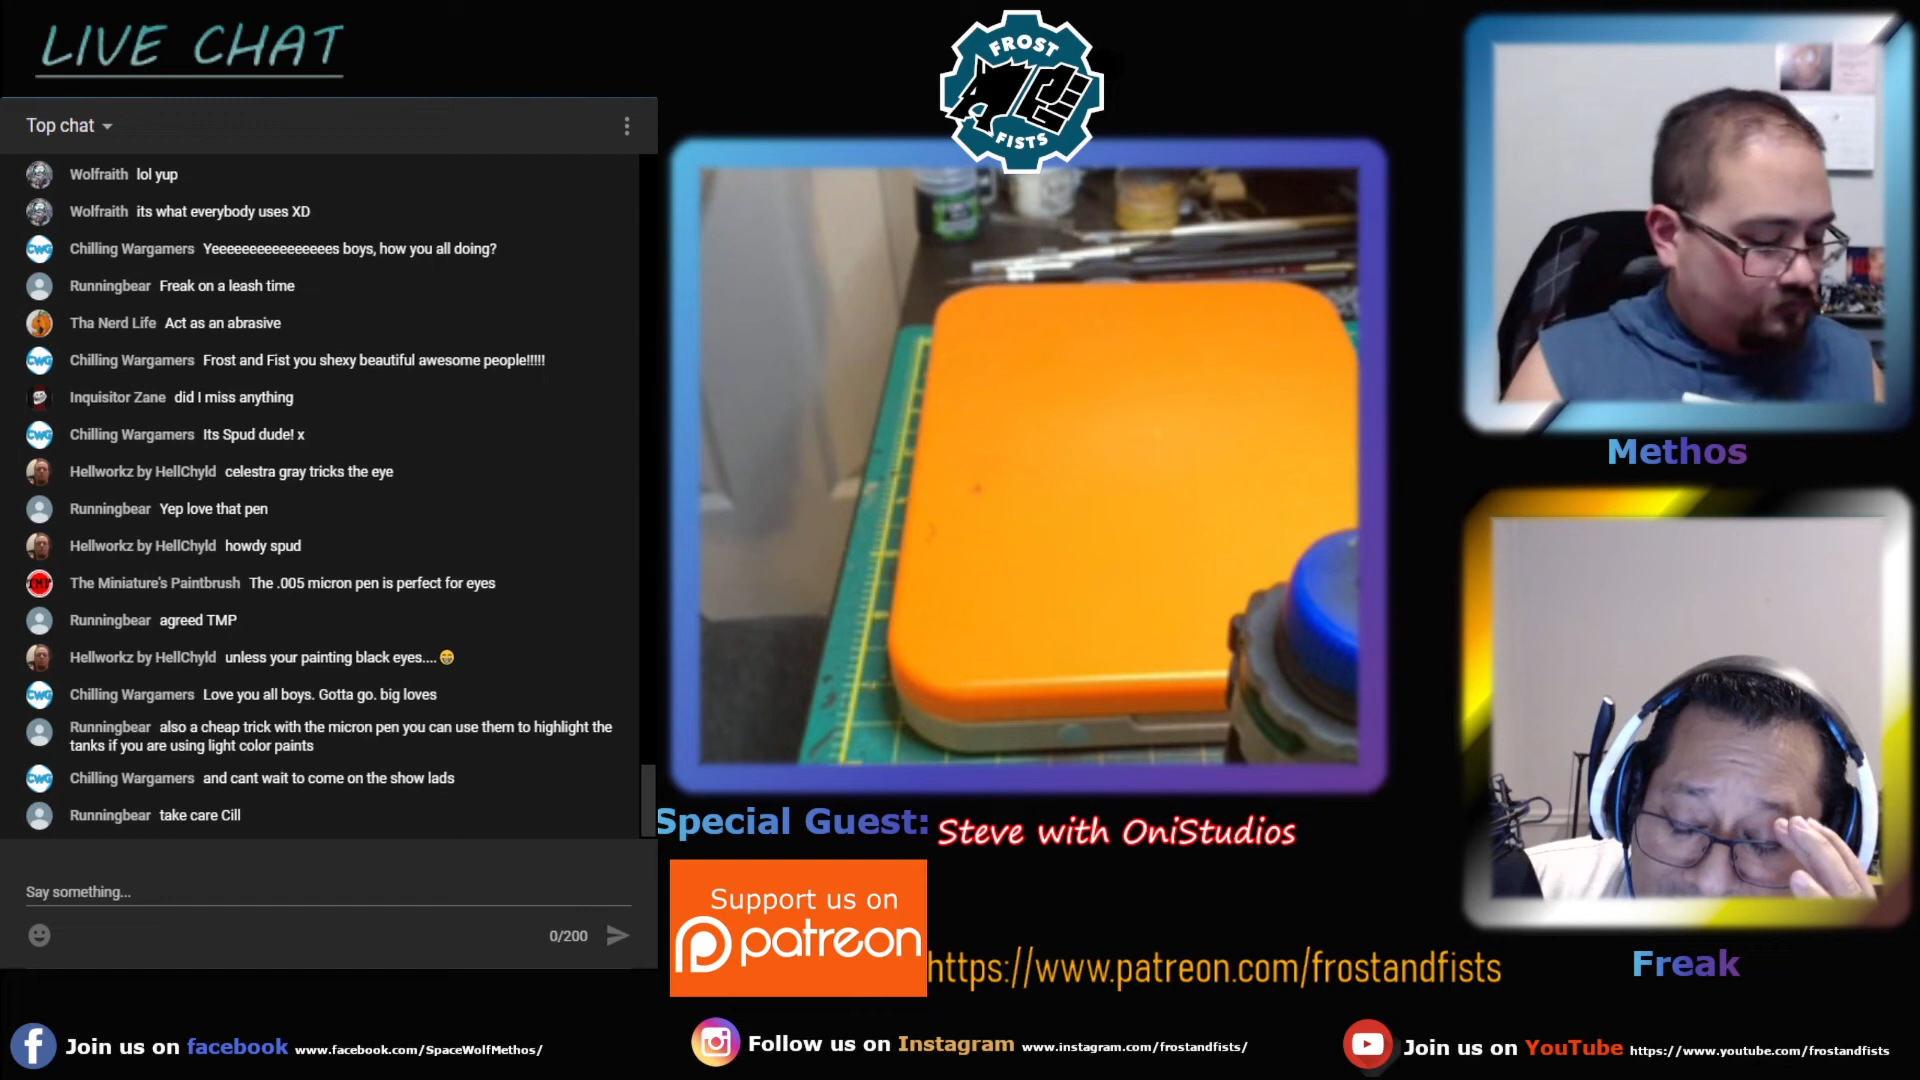 LIVE CHAT
Top chat
Wolfraith lol yup
Wolfraith its what everybody uses XD
Chilling Wargamers Yeeeeeeeeeeeeeeees boys, how you all doing?
Runningbear Freak on a leash time
Tha Nerd Life Act as an abrasive
Chilling Wargamers Frost and Fist you shexy beautiful awesome people!!!!!
Inquisitor Zane did I miss anything
Chilling Wargamers Its Spud dude! x
Hellworkz by HellChyld celestra gray tricks the eye
Runningbear Yep love that pen
Hellworkz by HellChyld howdy spud
The Miniature's Paintbrush The .005 micron pen is perfect for eyes
Runningbear agreed TMP
Hellworkz by HellChyld unless your painting black eyes....😁
Chilling Wargamers Love you all boys. Gotta go. big loves
Runningbear also a cheap trick with the micron pen you can use them to highlight the
tanks if you are using light color paints
Chilling Wargamers and cant wait to come on the show lads
Runningbear take care Cill
Say something...
0/200
FROST
FISTS
Methos
Freak
Special Guest: Steve with OniStudios
Support us on
patreon
https://www.patreon.com/frostandfists
Join us on facebook www.facebook.com/SpaceWolfMethos/
Follow us on Instagram www.instagram.com/frostandfists/
Join us on YouTube https://www.youtube.com/frostandfists